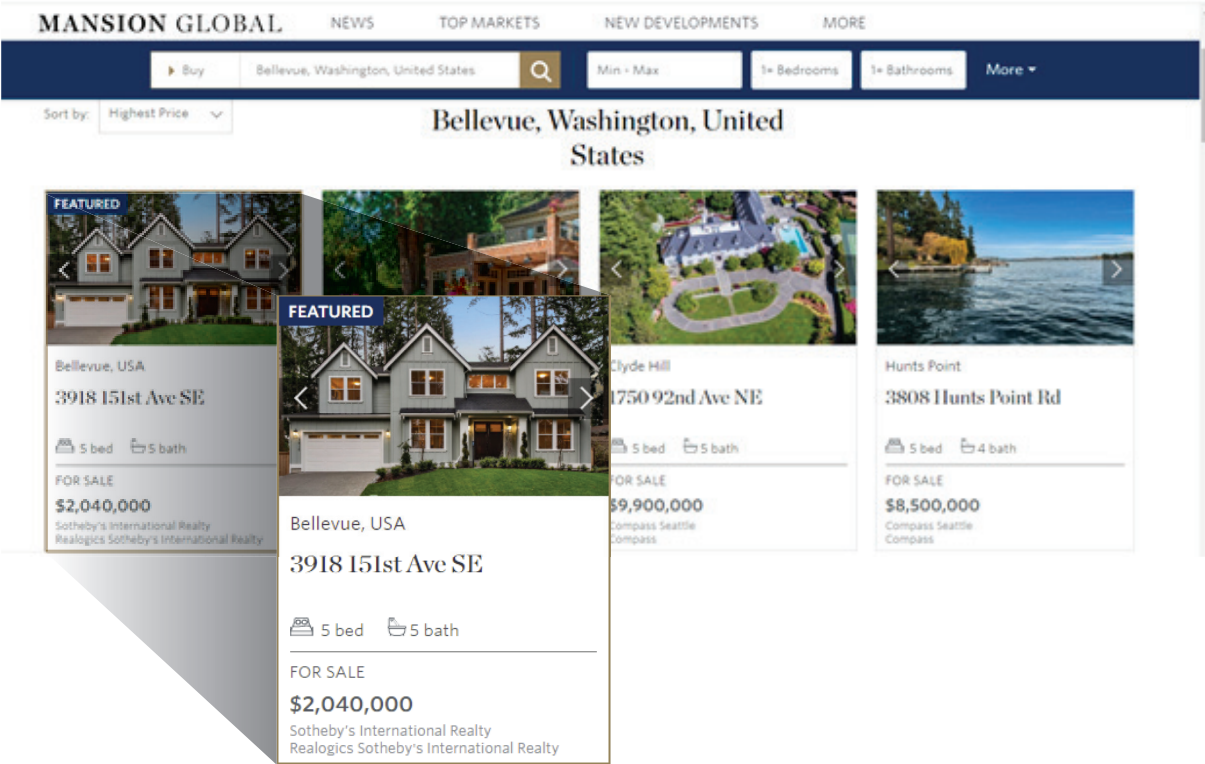 MANSION GLOBAL NEWS TOP MARKETS NEW DEVELOPMENTS MORE
Buy Bellevue, Washington, United States Min - Max 1+ Bedrooms 1+ Bathrooms More
Sort by: Highest Price
Bellevue, Washington, United
States
FEATURED
Bellevue, USA
3918 151st Ave SE
5 bed 5 bath
FOR SALE
$2,040,000
Sotheby's International Realty
Realogics Sotheby's International Realty
FEATURED
Bellevue, USA
3918 151st Ave SE
5 bed 5 bath
FOR SALE
$2,040,000
Sotheby's International Realty
Realogics Sotheby's International Realty
Clyde Hill
1750 92nd Ave NE
5 bed 5 bath
FOR SALE
$9,900,000
Compass Seattle
Compass
Hunts Point
3808 Hunts Point Rd
5 bed 4 bath
FOR SALE
$8,500,000
Compass Seattle
Compass